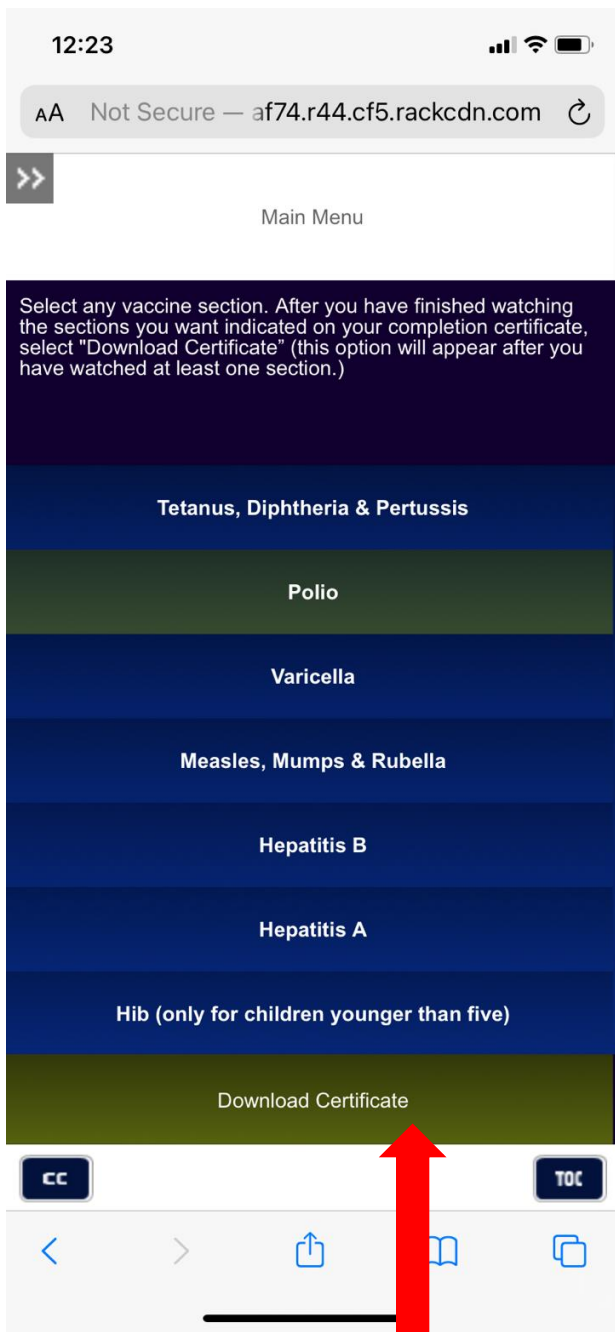 12:23
AA Not Secure — af74.r44.cf5.rackcdn.com
>>
Main Menu
Select any vaccine section. After you have finished watching
the sections you want indicated on your completion certificate,
select "Download Certificate” (this option will appear after you
have watched at least one section.)
Tetanus, Diphtheria & Pertussis
Polio
Varicella
Measles, Mumps & Rubella
Hepatitis B
Hepatitis A
Hib (only for children younger than five)
Download Certificate
CC TOC